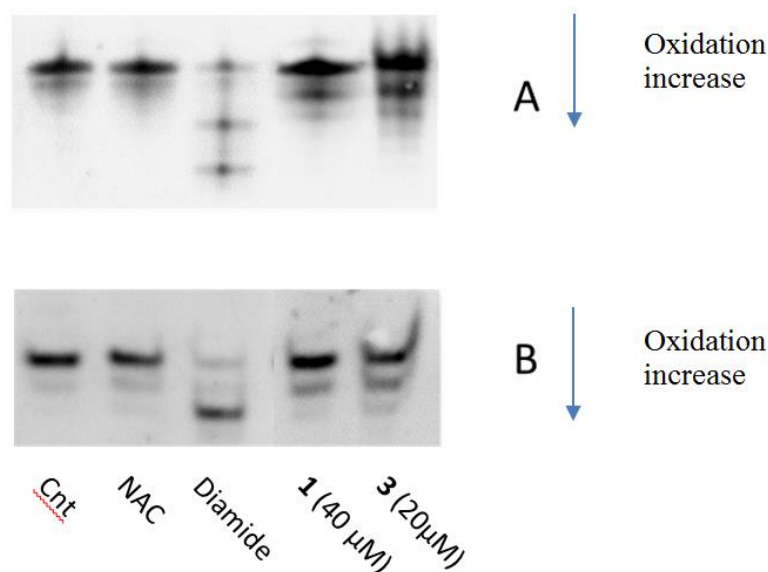 A
Oxidation
increase
B
Oxidation
increase
Cnt
NAC
Diamide
1 (40 µM)
3 (20µM)